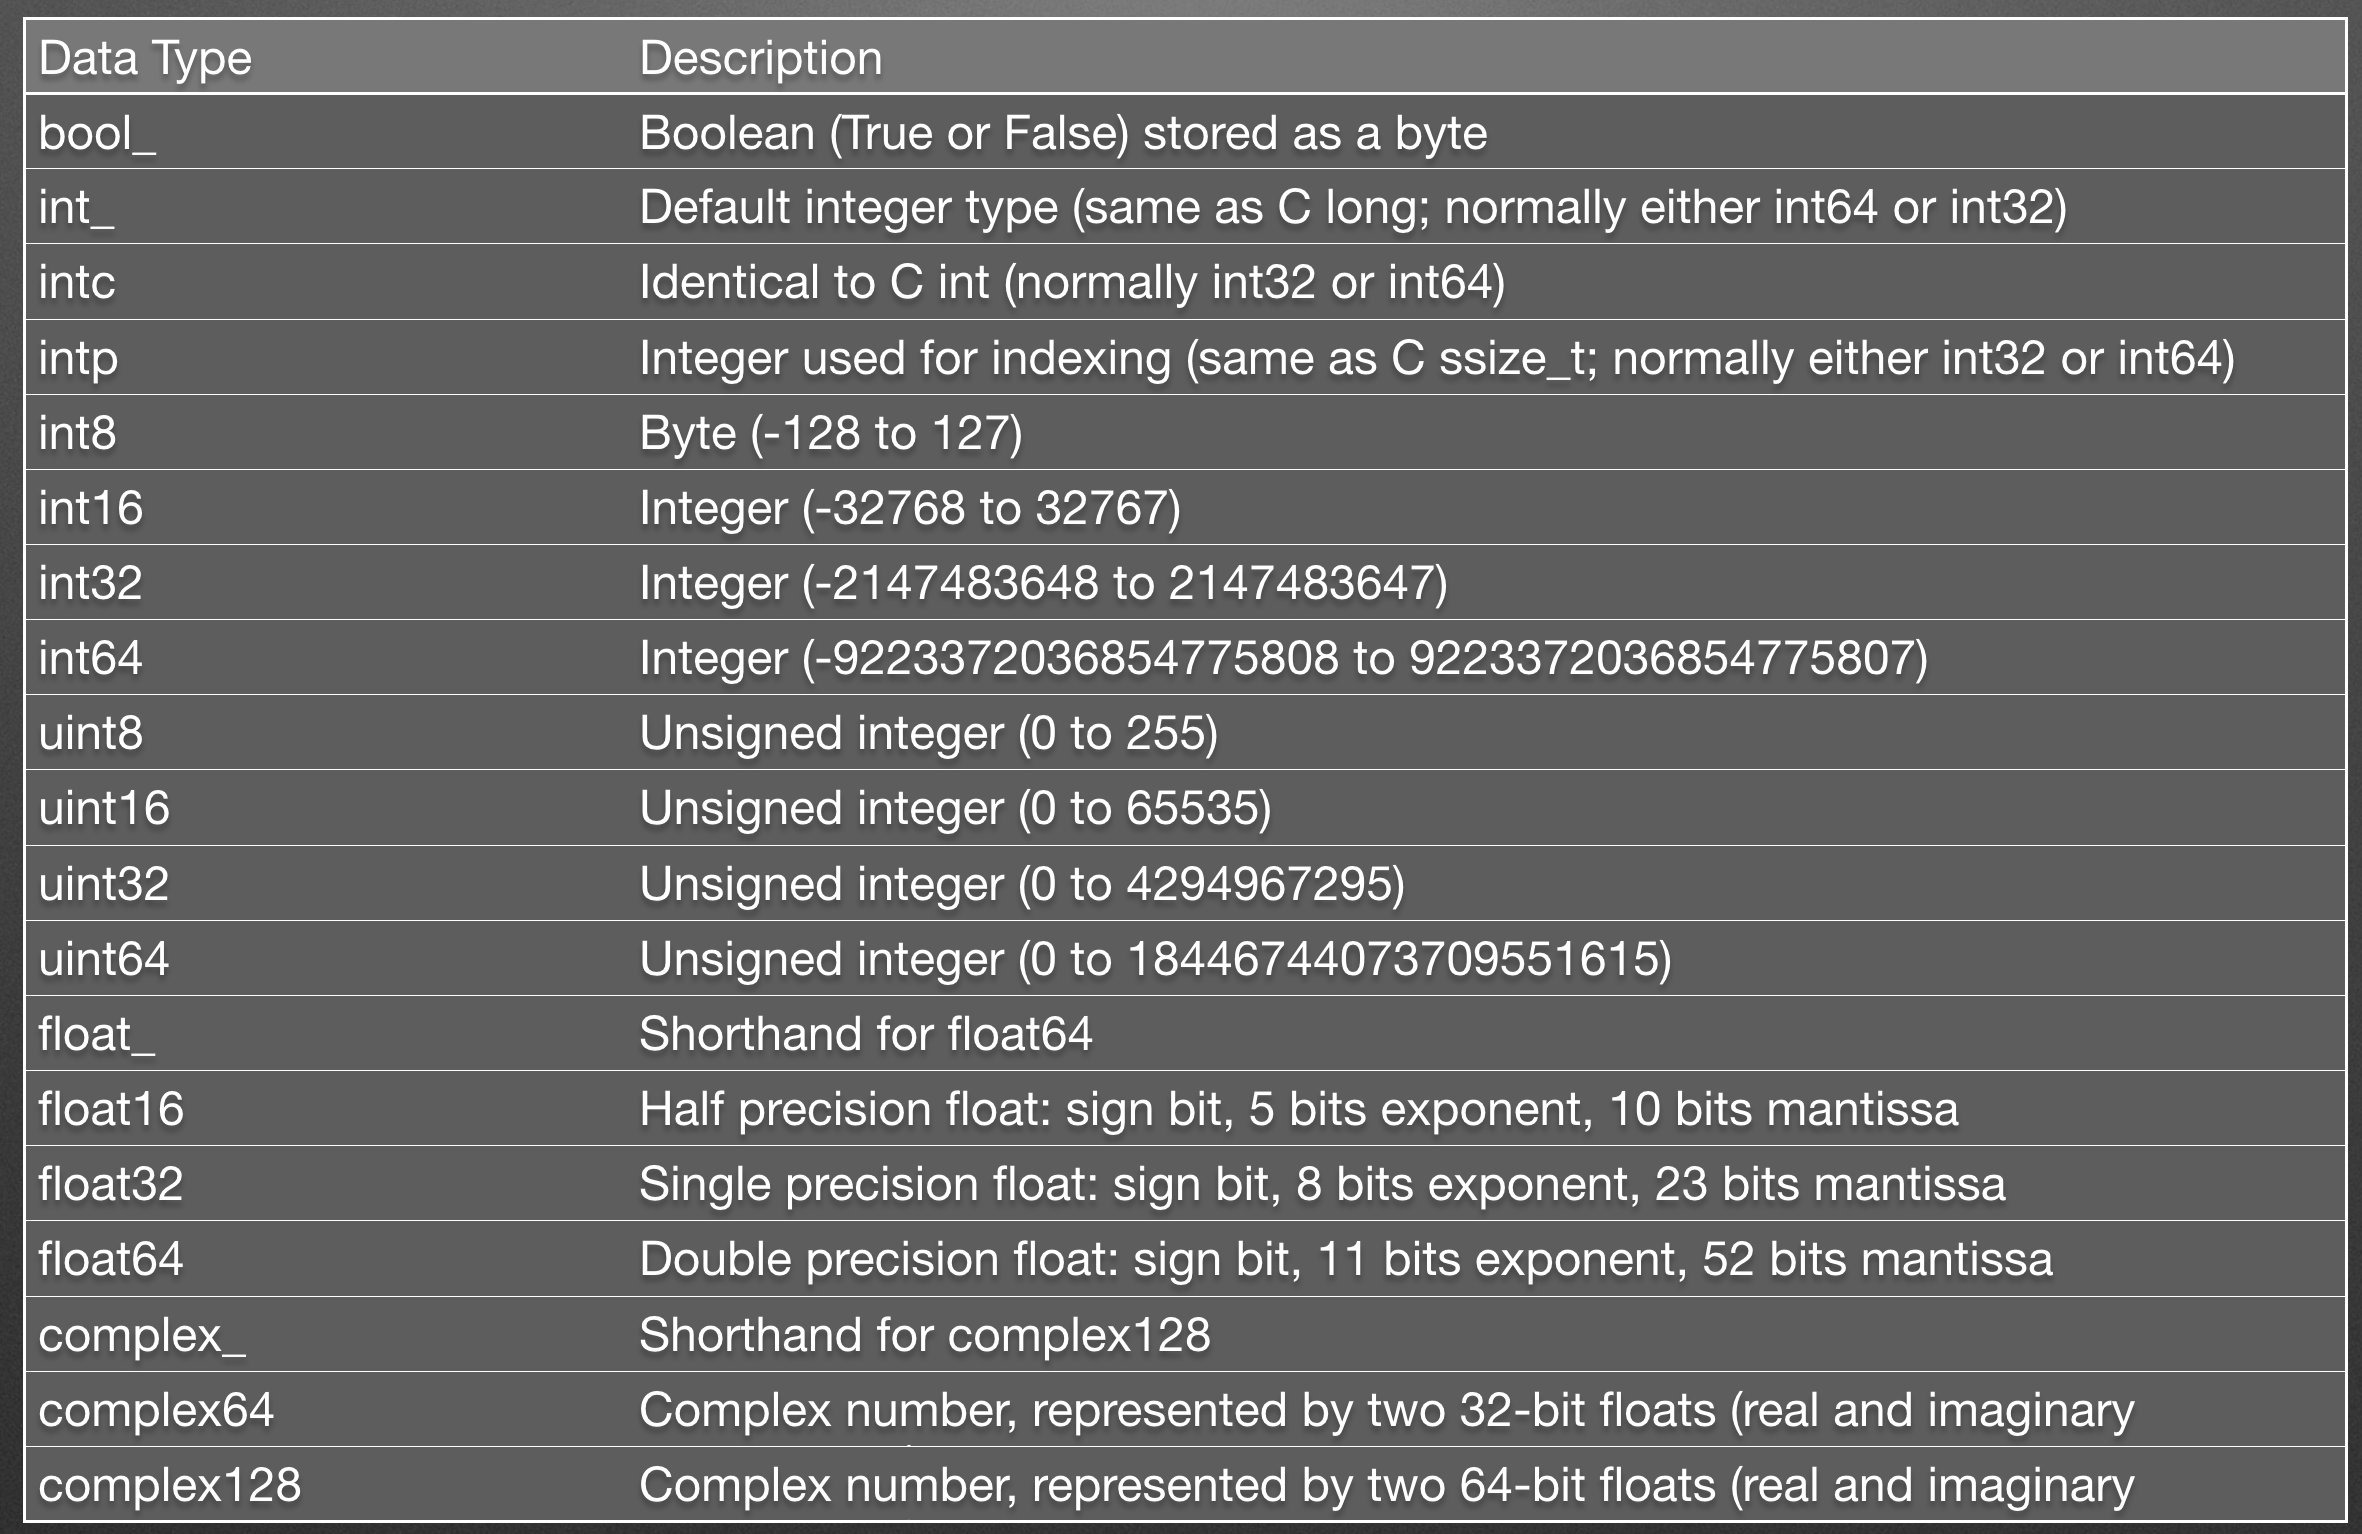 Data Type Description
bool_ Boolean (True or False) stored as a byte
int_ Default integer type (same as C long; normally either int64 or int32)
intc Identical to C int (normally int32 or int64)
intp Integer used for indexing (same as C ssize_t; normally either int32 or int64)
int8 Byte (-128 to 127)
int16 Integer (-32768 to 32767)
int32 Integer (-2147483648 to 2147483647)
int64 Integer (-9223372036854775808 to 9223372036854775807)
uint8 Unsigned integer (0 to 255)
uint16 Unsigned integer (0 to 65535)
uint32 Unsigned integer (0 to 4294967295)
uint64 Unsigned integer (0 to 18446744073709551615)
float_ Shorthand for float64
float16 Half precision float: sign bit, 5 bits exponent, 10 bits mantissa
float32 Single precision float: sign bit, 8 bits exponent, 23 bits mantissa
float64 Double precision float: sign bit, 11 bits exponent, 52 bits mantissa
complex_ Shorthand for complex128
complex64 Complex number, represented by two 32-bit floats (real and imaginary
complex128 Complex number, represented by two 64-bit floats (real and imaginary